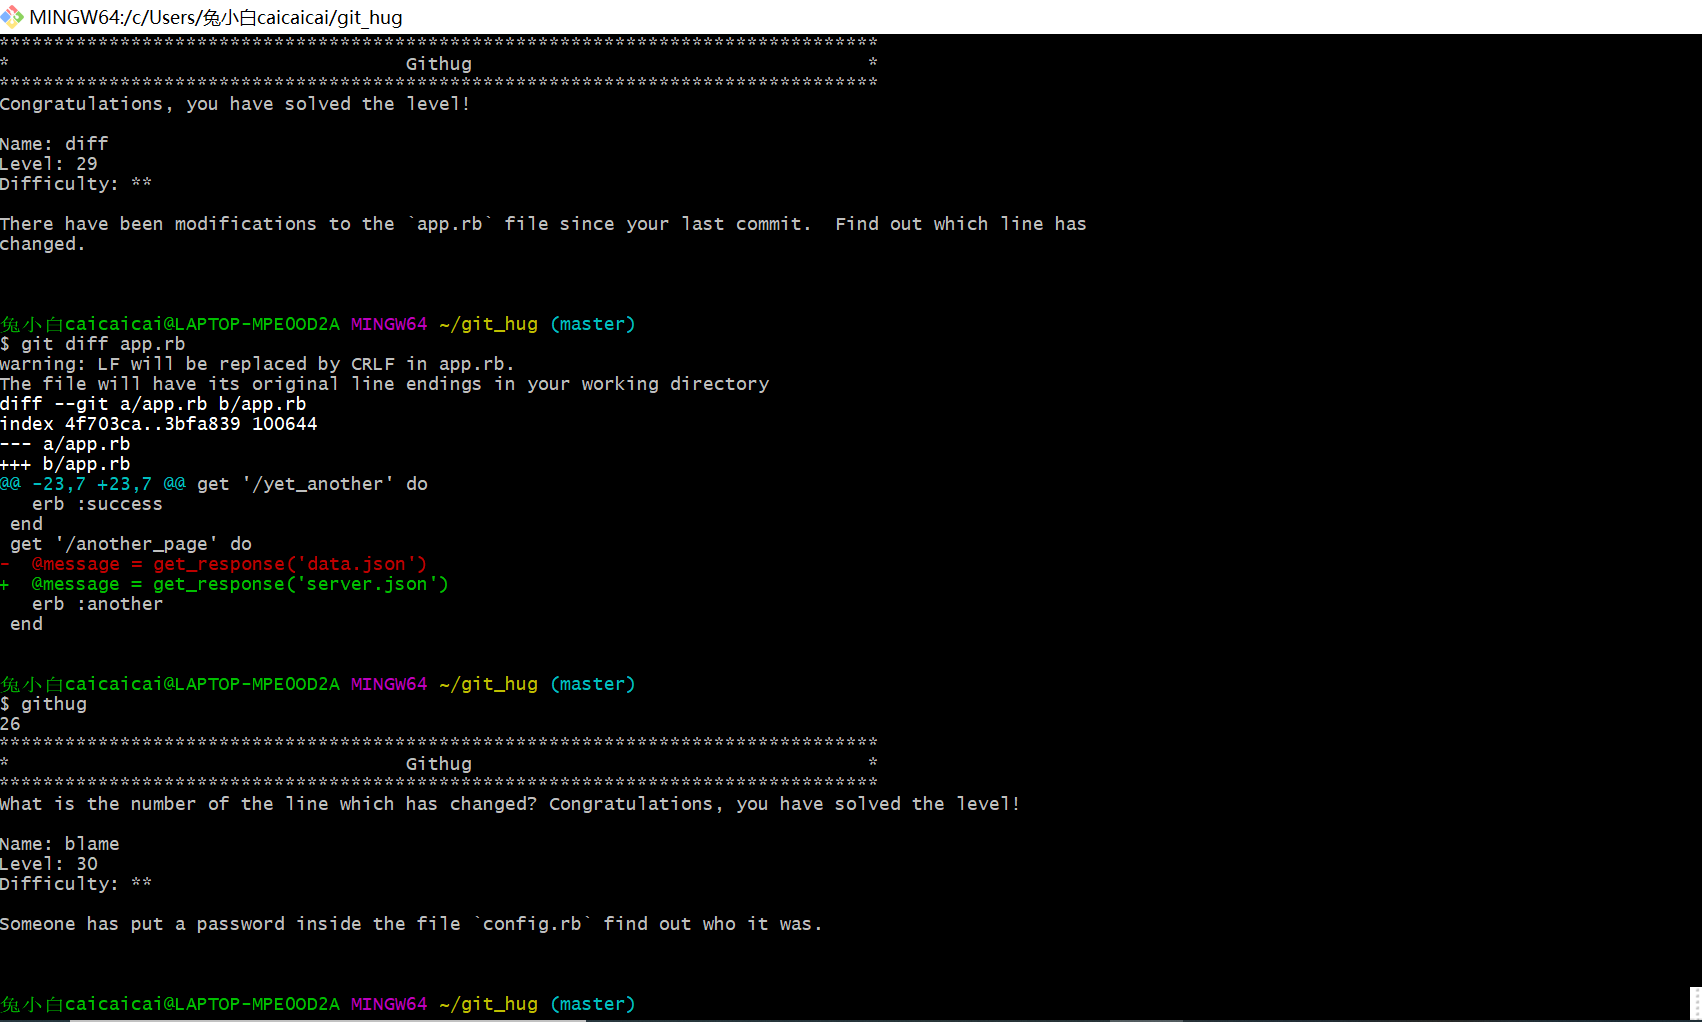 MINGW64:/c/Users/兔小白caicaicai/git_hug
********************************************************************************
*                                    Githug                                    *
********************************************************************************
Congratulations, you have solved the level!
Name: diff
Level: 29
Difficulty: **
There have been modifications to the `app.rb` file since your last commit.  Find out which line has
changed.
兔小白caicaicai@LAPTOP-MPEOOD2A MINGW64 ~/git_hug (master)
$ git diff app.rb
warning: LF will be replaced by CRLF in app.rb.
The file will have its original line endings in your working directory
diff --git a/app.rb b/app.rb
index 4f703ca..3bfa839 100644
--- a/app.rb
+++ b/app.rb
@@ -23,7 +23,7 @@ get '/yet_another' do
   erb :success
 end
 get '/another_page' do
-  @message = get_response('data.json')
+  @message = get_response('server.json')
   erb :another
 end
兔小白caicaicai@LAPTOP-MPEOOD2A MINGW64 ~/git_hug (master)
$ githug
26
********************************************************************************
*                                    Githug                                    *
********************************************************************************
What is the number of the line which has changed? Congratulations, you have solved the level!
Name: blame
Level: 30
Difficulty: **
Someone has put a password inside the file `config.rb` find out who it was.
兔小白caicaicai@LAPTOP-MPEOOD2A MINGW64 ~/git_hug (master)